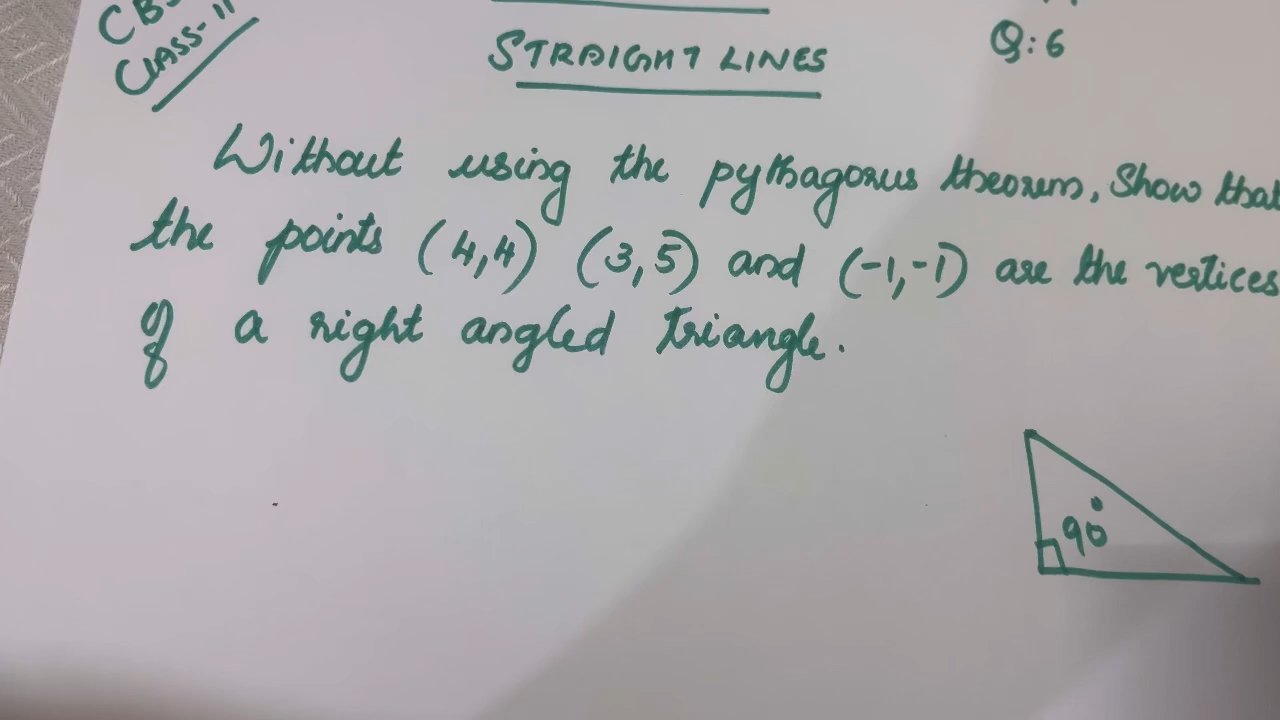 CLASS-11
STRAIGHT LINES
Q:6
Without using the pythagorus theorem, Show that
the points (4,4) (3,5) and (-1,-1) are the vertices
of a right angled triangle.
90°